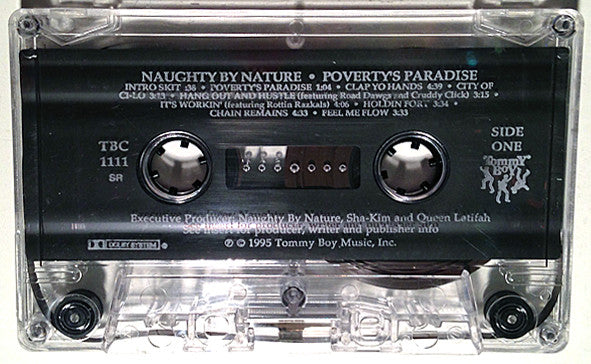 NAUGHTY BY NATURE • POVERTY'S PARADISE
INTRO SKIT :36 • POVERTY'S PARADISE 1:04 • CLAP YO HANDS 4:39 • CITY OF
CI-LO 3:13 • HANG OUT AND HUSTLE (featuring Road Dawgs and Cruddy Click) 3:15 •
IT'S WORKIN' (featuring Rottin Razkals) 4:06 • HOLDIN FORT 3:34 •
CHAIN REMAINS 4:33 • FEEL ME FLOW 3:33
TBC
1111
SR
SIDE
ONE
Tommy
Boy
Executive Producer: Naughty By Nature, Sha-Kim and Queen Latifah
See insert for producer, writer and publisher info
DOLBY SYSTEM ®
℗ © 1995 Tommy Boy Music, Inc.